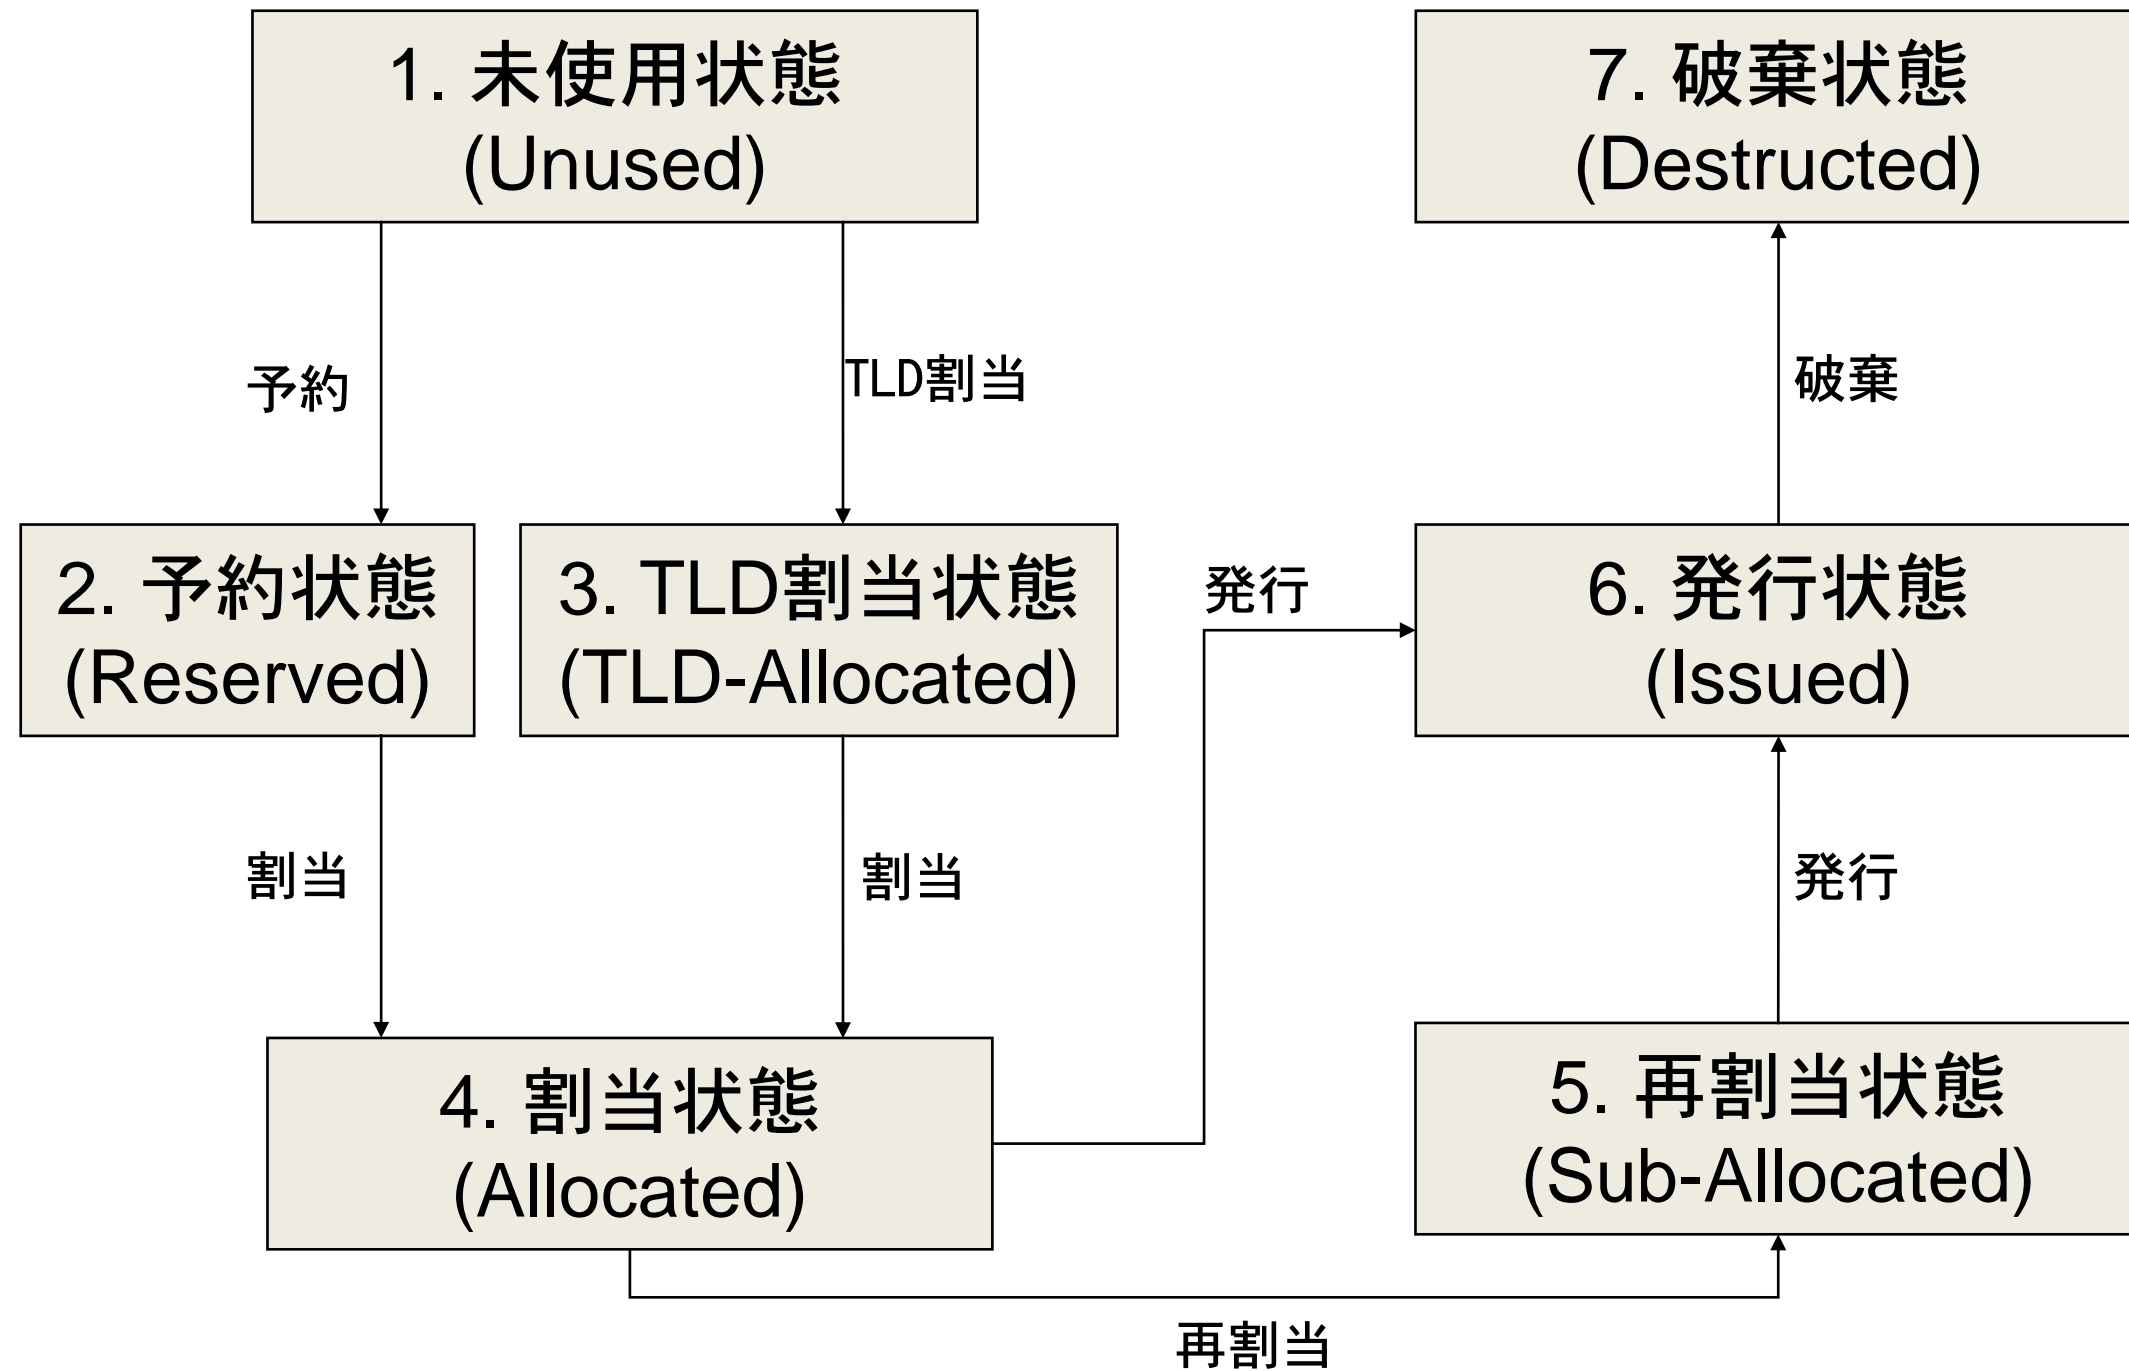 1. 未使用状態
(Unused)
7. 破棄状態
(Destructed)
予約
TLD割当
破棄
2. 予約状態
(Reserved)
3. TLD割当状態
(TLD-Allocated)
発行
6. 発行状態
(Issued)
割当
割当
発行
4. 割当状態
(Allocated)
5. 再割当状態
(Sub-Allocated)
再割当